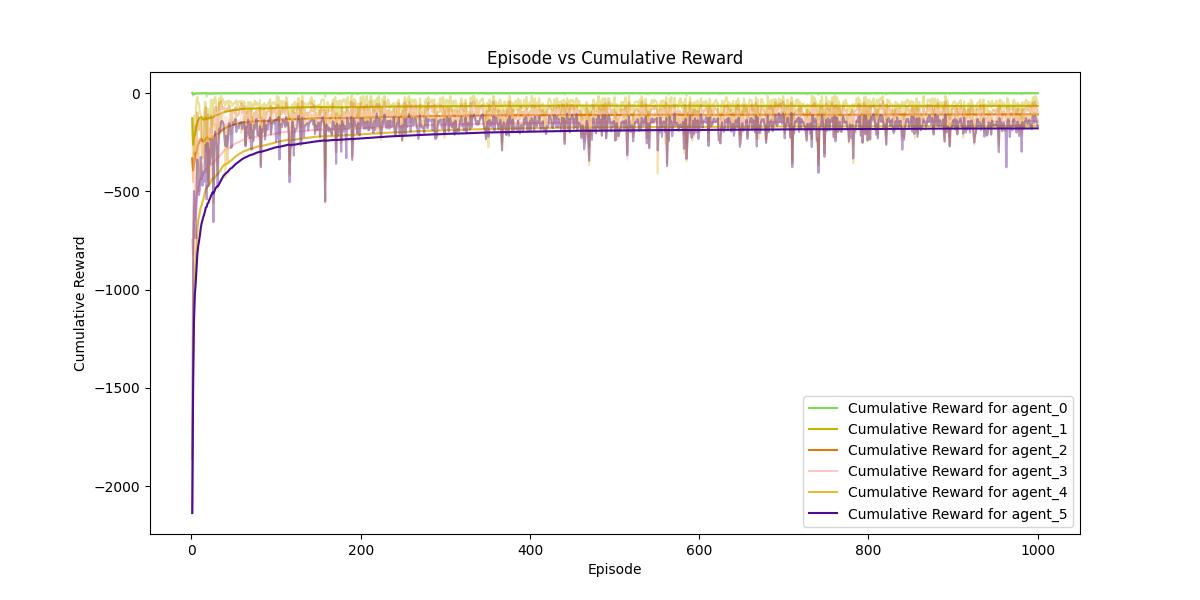 Episode vs Cumulative Reward
Cumulative Reward
0
−500
−1000
−1500
−2000
Cumulative Reward for agent_0
Cumulative Reward for agent_1
Cumulative Reward for agent_2
Cumulative Reward for agent_3
Cumulative Reward for agent_4
Cumulative Reward for agent_5
0 200 400 600 800 1000
Episode